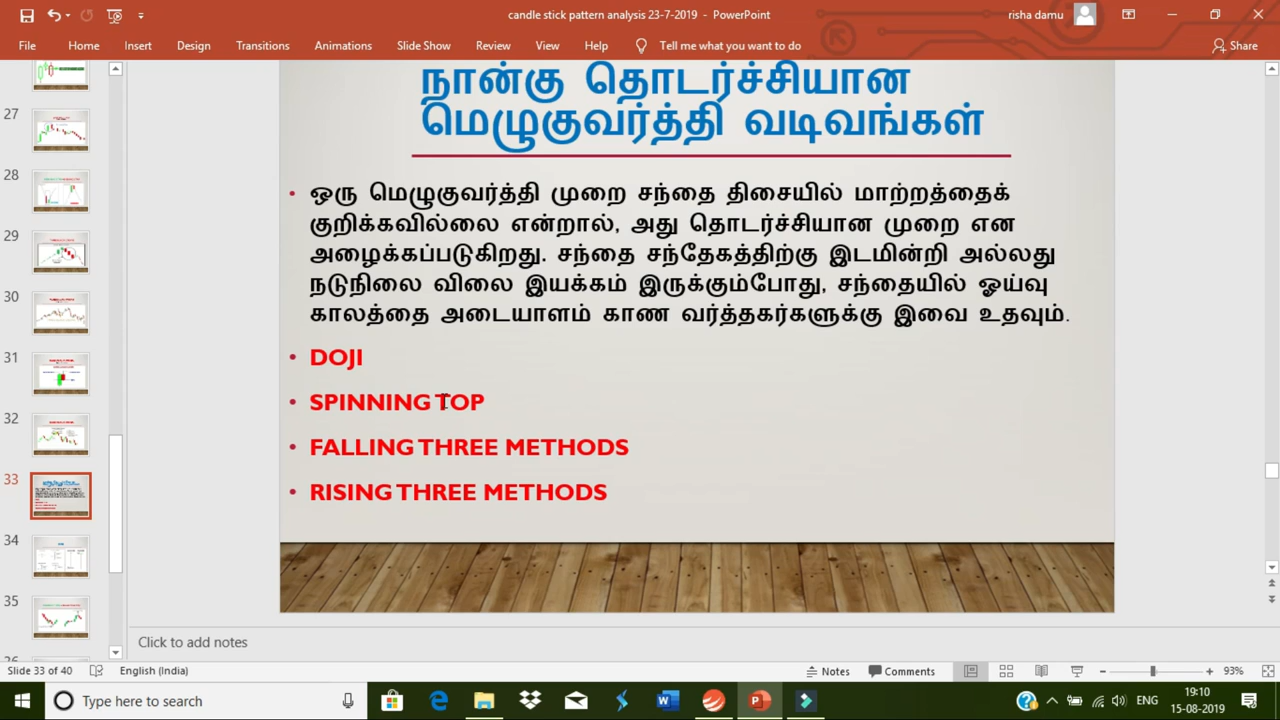 candle stick pattern analysis 23-7-2019 - PowerPoint
risha damu
File Home Insert Design Transitions Animations Slide Show Review View Help Tell me what you want to do Share
27
28
29
30
31
32
33
34
35
நான்கு தொடர்ச்சியான
மெழுகுவர்த்தி வடிவங்கள்
• ஒரு மெழுகுவர்த்தி முறை சந்தை திசையில் மாற்றத்தைக்
குறிக்கவில்லை என்றால், அது தொடர்ச்சியான முறை என
அழைக்கப்படுகிறது. சந்தை சந்தேகத்திற்கு இடமின்றி அல்லது
நடுநிலை விலை இயக்கம் இருக்கும்போது, சந்தையில் ஓய்வு
காலத்தை அடையாளம் காண வர்த்தகர்களுக்கு இவை உதவும்.
• DOJI
• SPINNING TOP
• FALLING THREE METHODS
• RISING THREE METHODS
Click to add notes
Slide 33 of 40 English (India) Notes Comments 93%
Type here to search
ENG
19:10
15-08-2019